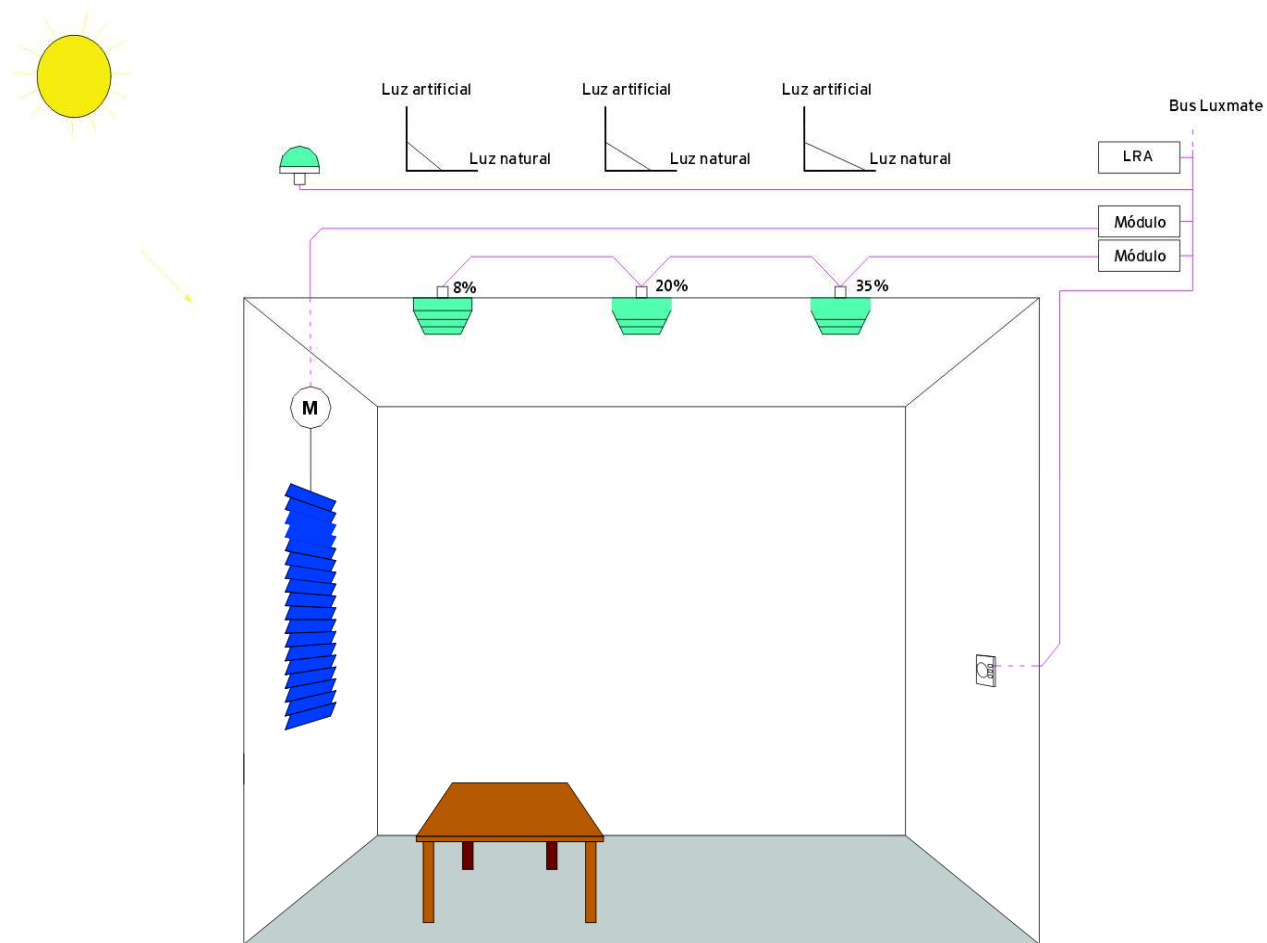 Luz artificial
Luz artificial
Luz artificial
Bus Luxmate
Luz natural
Luz natural
Luz natural
LRA
Módulo
Módulo
8%
20%
35%
M